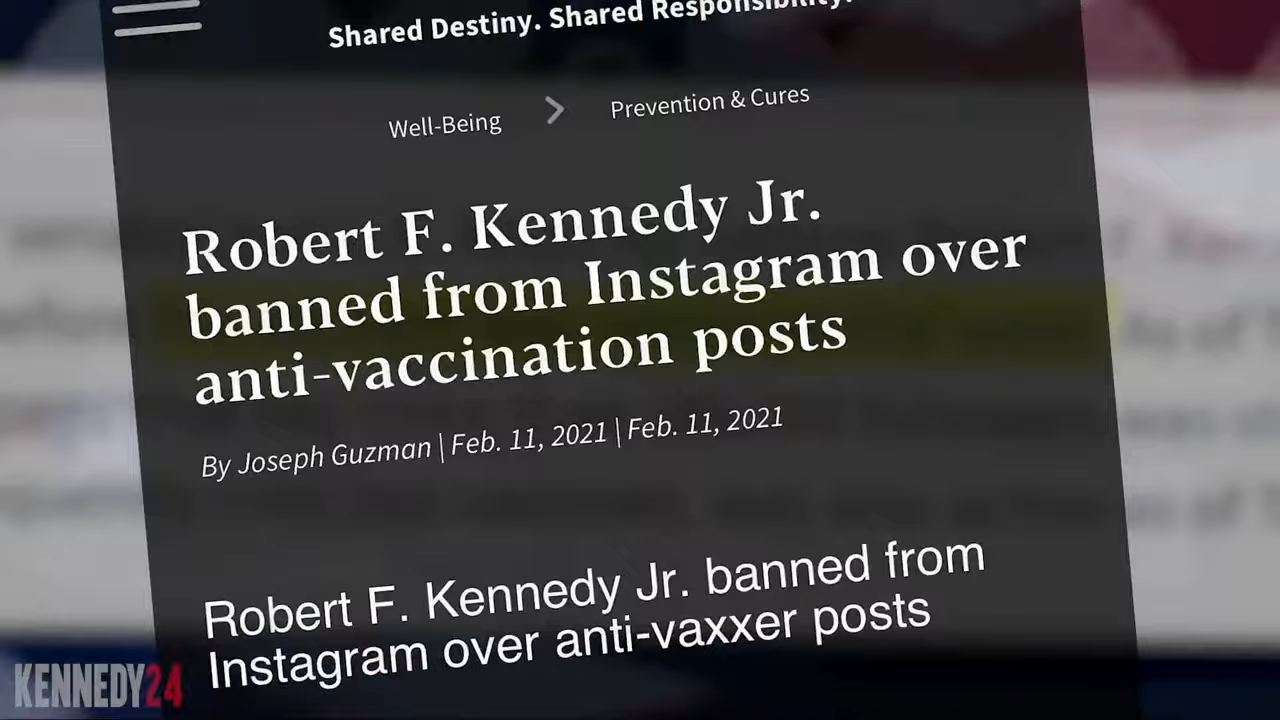 Shared Destiny. Shared Responsibility.
Well-Being > Prevention & Cures
Robert F. Kennedy Jr.
banned from Instagram over
anti-vaccination posts
By Joseph Guzman | Feb. 11, 2021 | Feb. 11, 2021
Robert F. Kennedy Jr. banned from
Instagram over anti-vaxxer posts
KENNEDY24